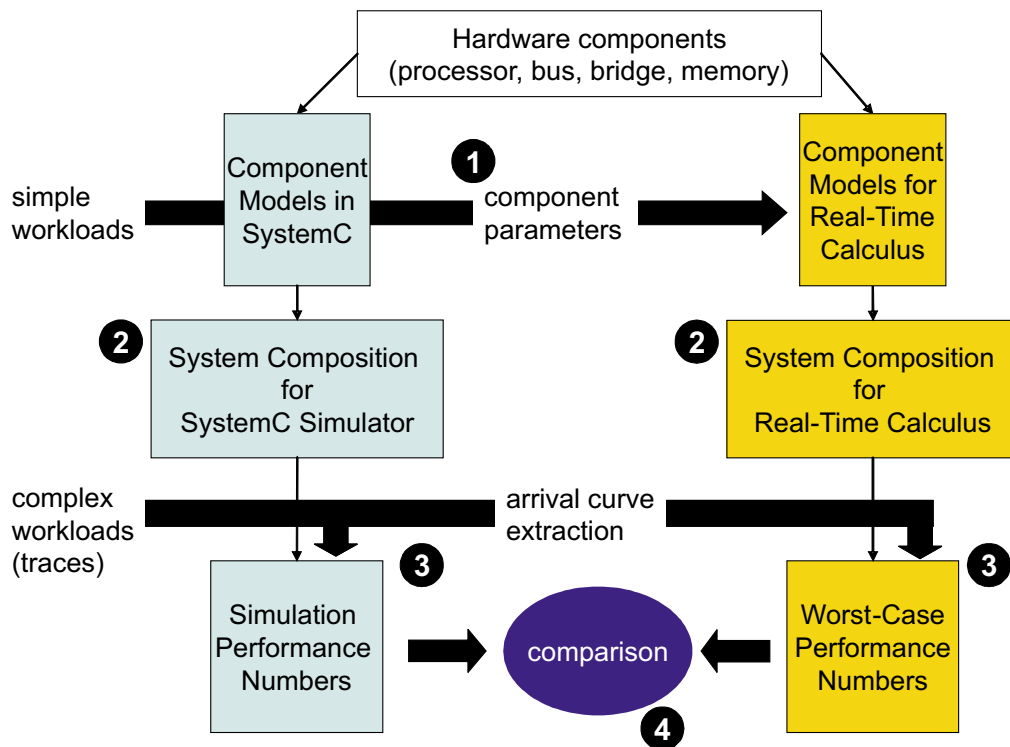 Hardware components
(processor, bus, bridge, memory)
1
Component
Models in
SystemC
Component
Models for
Real-Time
Calculus
simple
workloads
component
parameters
2
System Composition
for
SystemC Simulator
2
System Composition
for
Real-Time Calculus
complex
workloads
(traces)
arrival curve
extraction
3
3
Simulation
Performance
Numbers
comparison
Worst-Case
Performance
Numbers
4